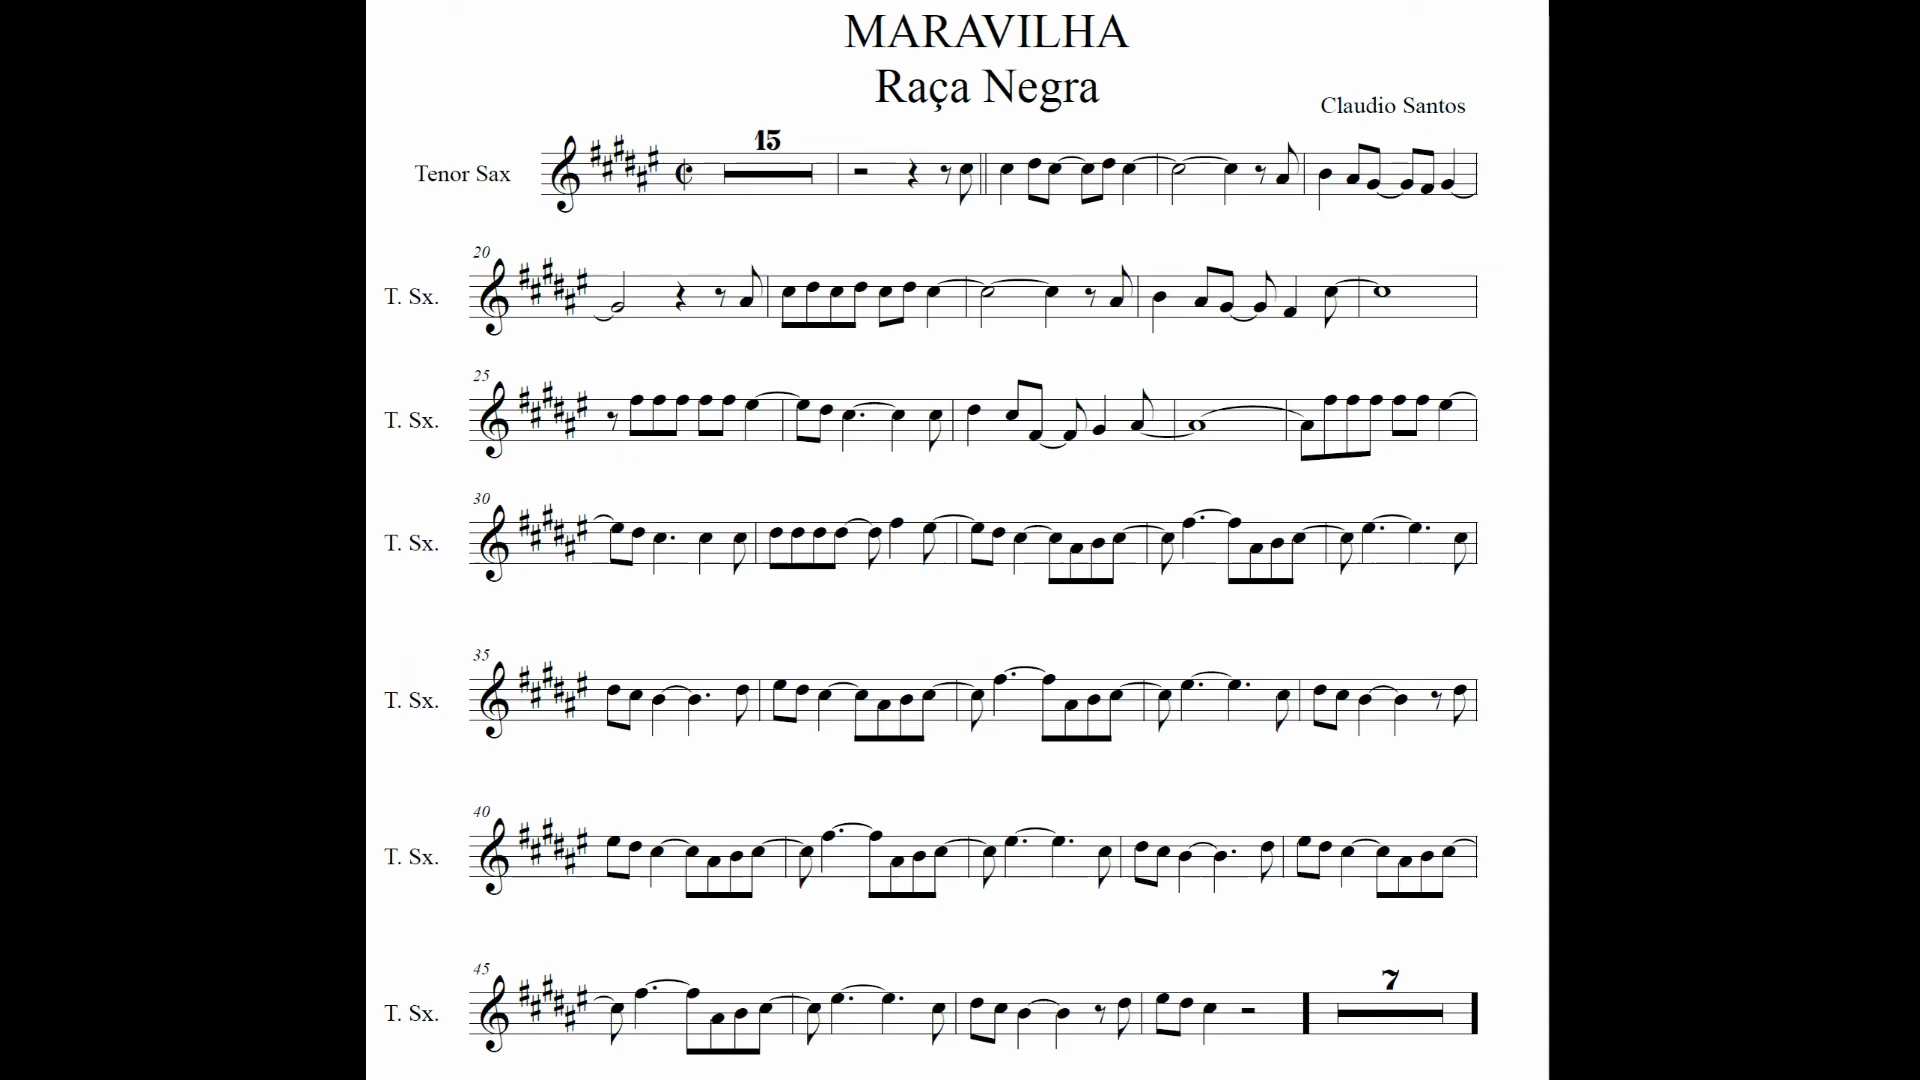 MARAVILHA
Raça Negra
Claudio Santos
Tenor Sax
15
20
T. Sx.
25
T. Sx.
30
T. Sx.
35
T. Sx.
40
T. Sx.
45
T. Sx.
7